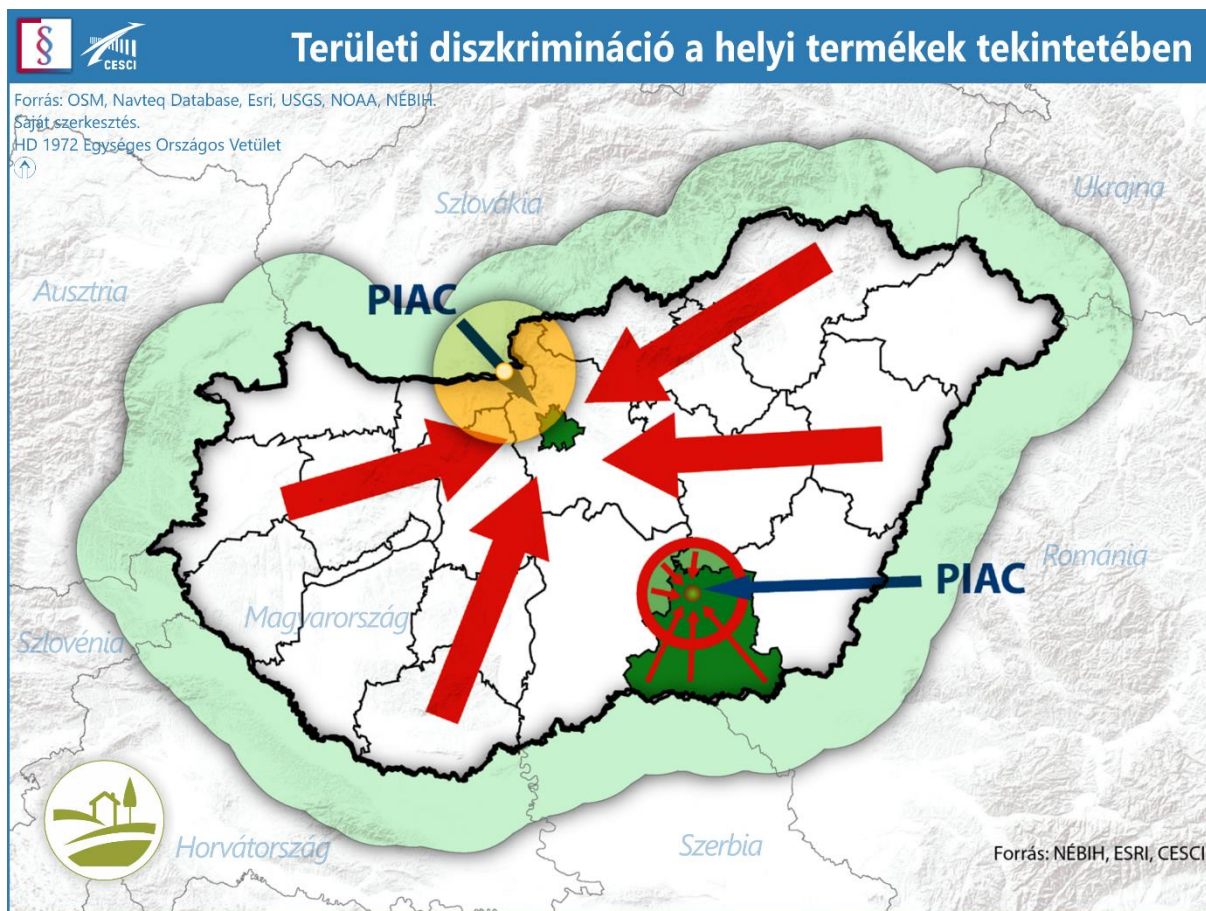 §
CESCI
Területi diszkrimináció a helyi termékek tekintetében
Forrás: OSM, Navteq Database, Esri, USGS, NOAA, NÉBIH.
Saját szerkesztés.
HD 1972 Egységes Országos Vetület
Szlovákia
Ukrajna
Ausztria
PIAC
Románia
PIAC
Magyarország
Szlovénia
Horvátország
Szerbia
Forrás: NÉBIH, ESRI, CESCI